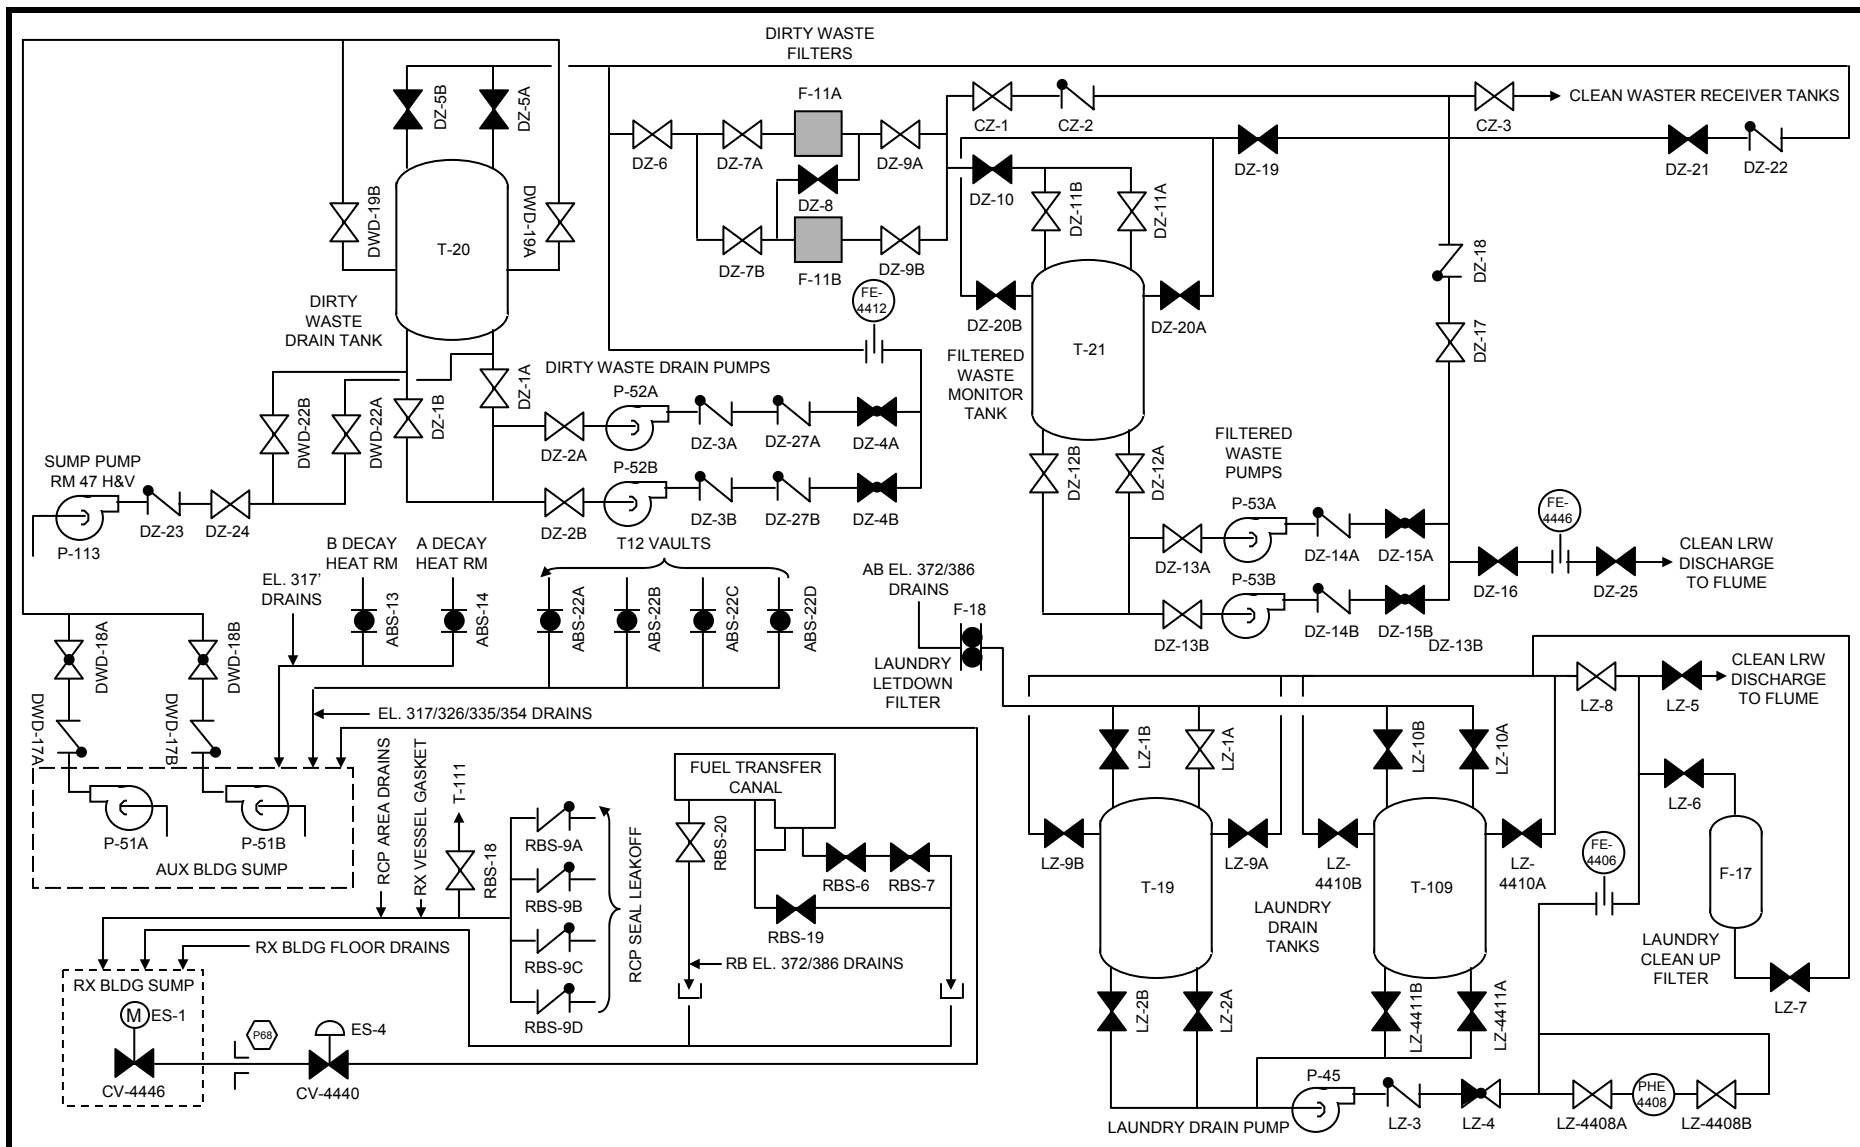 DIRTY WASTE
FILTERS
DZ-5B
DZ-5A
F-11A
DZ-6
DZ-7A
DZ-9A
DZ-8
DZ-7B
F-11B
DZ-9B
CZ-1
CZ-2
CZ-3
CLEAN WASTER RECEIVER TANKS
DZ-10
DZ-11B
DZ-11A
DZ-19
DZ-21
DZ-22
DWD-19B
T-20
DWD-19A
DIRTY
WASTE
DRAIN TANK
FE-
4412
DZ-20B
DZ-20A
T-21
FILTERED
WASTE
MONITOR
TANK
DZ-18
DZ-17
DIRTY WASTE DRAIN PUMPS
DZ-1A
DZ-1B
P-52A
DZ-2A
DZ-3A
DZ-27A
DZ-4A
P-52B
DZ-2B
DZ-3B
DZ-27B
DZ-4B
DWD-22B
DWD-22A
SUMP PUMP
RM 47 H&V
P-113
DZ-23
DZ-24
DZ-12B
DZ-12A
FILTERED
WASTE
PUMPS
P-53A
DZ-13A
DZ-14A
DZ-15A
P-53B
DZ-13B
DZ-14B
DZ-15B
DZ-13B
FE-
4446
DZ-16
DZ-25
CLEAN LRW
DISCHARGE
TO FLUME
EL. 317'
DRAINS
B DECAY
HEAT RM
A DECAY
HEAT RM
T12 VAULTS
ABS-13
ABS-14
ABS-22A
ABS-22B
ABS-22C
ABS-22D
AB EL. 372/386
DRAINS
F-18
LAUNDRY
LETDOWN
FILTER
DWD-18A
DWD-18B
DWD-17A
DWD-17B
EL. 317/326/335/354 DRAINS
P-51A
P-51B
AUX BLDG SUMP
RCP AREA DRAINS
RX VESSEL GASKET
T-111
RBS-18
RBS-9A
RBS-9B
RBS-9C
RBS-9D
RCP SEAL LEAKOFF
FUEL TRANSFER
CANAL
RBS-20
RBS-6
RBS-7
RBS-19
RB EL. 372/386 DRAINS
RX BLDG FLOOR DRAINS
RX BLDG SUMP
M
ES-1
CV-4446
P68
ES-4
CV-4440
LZ-8
LZ-5
CLEAN LRW
DISCHARGE
TO FLUME
LZ-1B
LZ-1A
LZ-10B
LZ-10A
LZ-6
LZ-9B
LZ-9A
LZ-
4410B
LZ-
4410A
T-19
T-109
LAUNDRY
DRAIN
TANKS
FE-
4406
F-17
LAUNDRY
CLEAN UP
FILTER
LZ-7
LZ-2B
LZ-2A
LZ-4411B
LZ-4411A
P-45
LAUNDRY DRAIN PUMP
LZ-3
LZ-4
LZ-4408A
PHE
4408
LZ-4408B